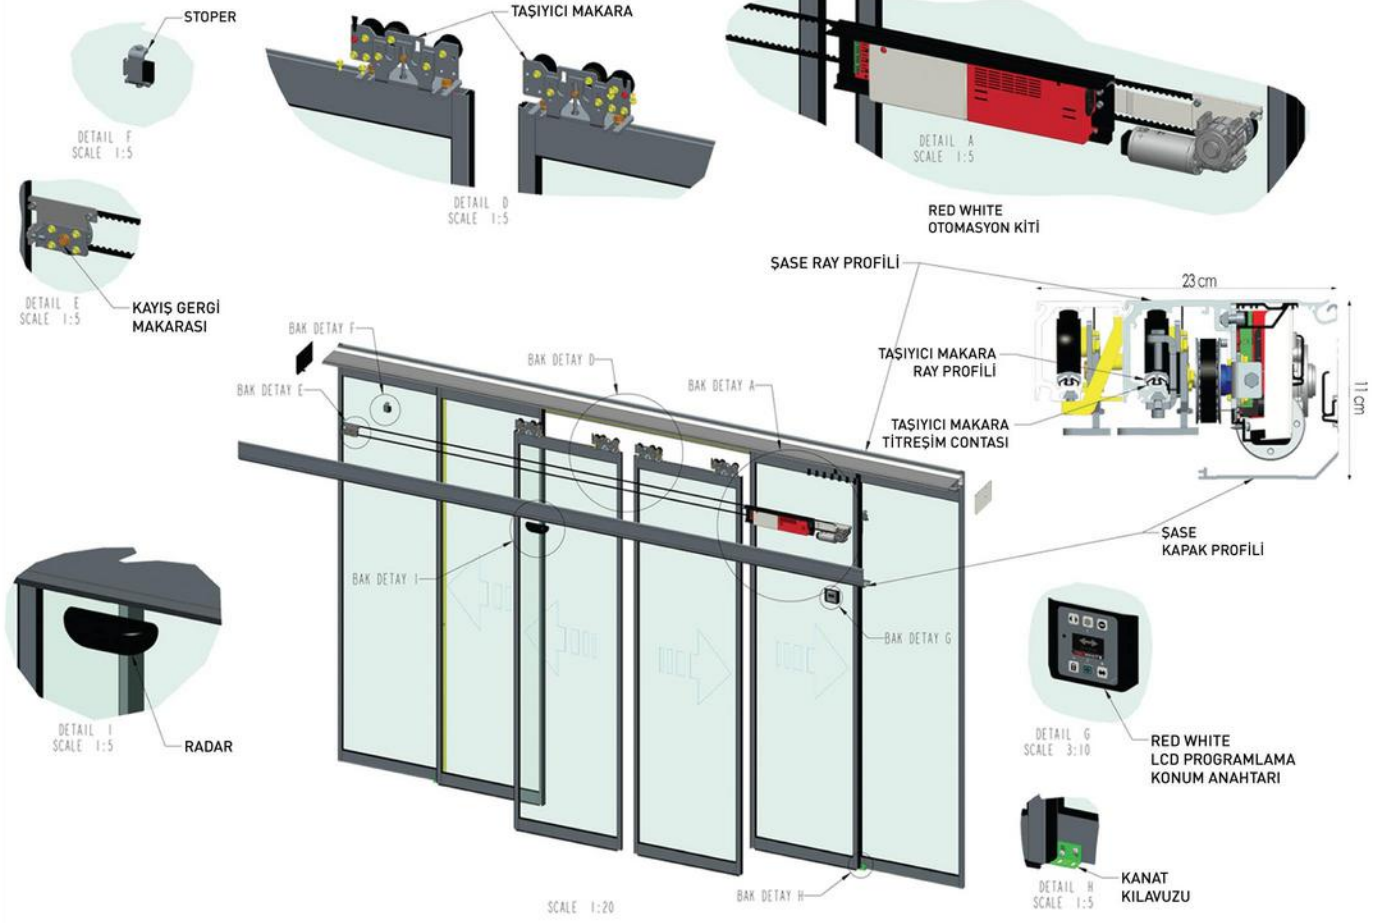 STOPER
DETAIL F
SCALE 1:5
TAŞIYICI MAKARA
DETAIL D
SCALE 1:5
DETAIL A
SCALE 1:5
RED WHITE
OTOMASYON KİTİ
DETAIL E
SCALE 1:5
KAYIŞ GERGİ
MAKARASI
ŞASE RAY PROFİLİ
23 cm
11 cm
TAŞIYICI MAKARA
RAY PROFİLİ
TAŞIYICI MAKARA
TİTREŞİM CONTASI
ŞASE
KAPAK PROFİLİ
BAK DETAY F
BAK DETAY D
BAK DETAY E
BAK DETAY A
BAK DETAY I
BAK DETAY G
BAK DETAY H
SCALE 1:20
DETAIL I
SCALE 1:5
RADAR
DETAIL G
SCALE 3:10
RED WHITE
LCD PROGRAMLAMA
KONUM ANAHTARI
DETAIL H
SCALE 1:5
KANAT
KILAVUZU